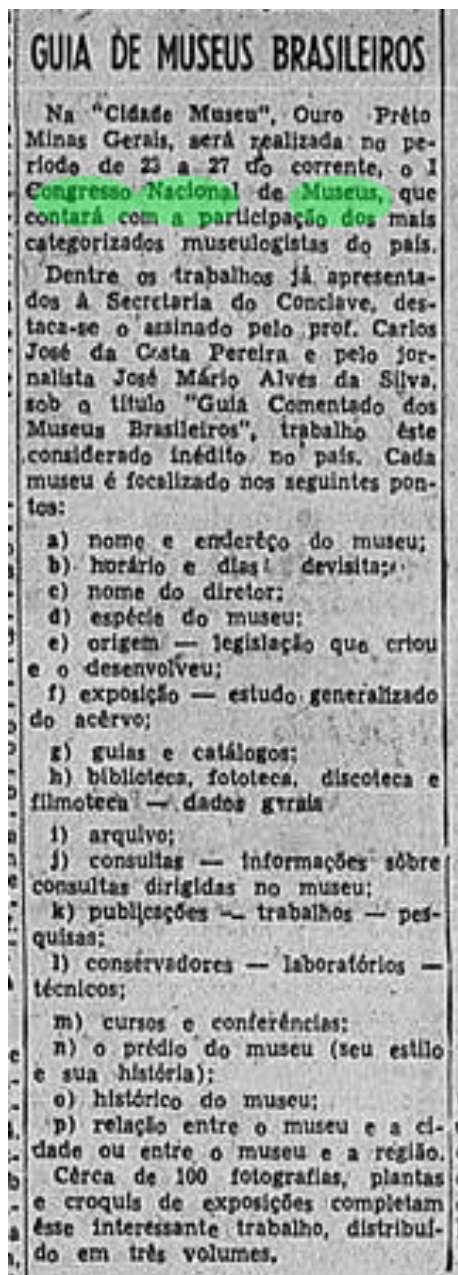 GUIA DE MUSEUS BRASILEIROS
Na "Cidade Museu", Ouro Prêto
Minas Gerais, será realizada no pe-
ríodo de 23 a 27 do corrente, o I
Congresso Nacional de Museus, que
contará com a participação dos mais
categorizados museulogistas do país.
Dentre os trabalhos já apresenta-
dos à Secretaria do Conclave, des-
taca-se o assinado pelo prof. Carlos
José da Costa Pereira e pelo jor-
nalista José Mário Alves da Silva,
sob o título "Guia Comentado dos
Museus Brasileiros", trabalho êste
considerado inédito no país. Cada
museu é focalizado nos seguintes pon-
tos:
a) nome e enderêço do museu;
b) horário e dias devisita;
c) nome do diretor;
d) espécie do museu;
e) origem — legislação que criou
e o desenvolveu;
f) exposição — estudo generalizado
do acêrvo;
g) guias e catálogos;
h) biblioteca, fototeca, discoteca e
filmoteca — dados gerais
i) arquivo;
j) consultas — informações sôbre
consultas dirigidas no museu;
k) publicações — trabalhos — pes-
quisas;
l) conservadores — laboratórios —
técnicos;
m) cursos e conferências;
n) o prédio do museu (seu estilo
e sua história);
o) histórico do museu;
p) relação entre o museu e a ci-
dade ou entre o museu e a região.
Cêrca de 100 fotografias, plantas
e croquis de exposições completam
êsse interessante trabalho, distribuí-
do em três volumes.